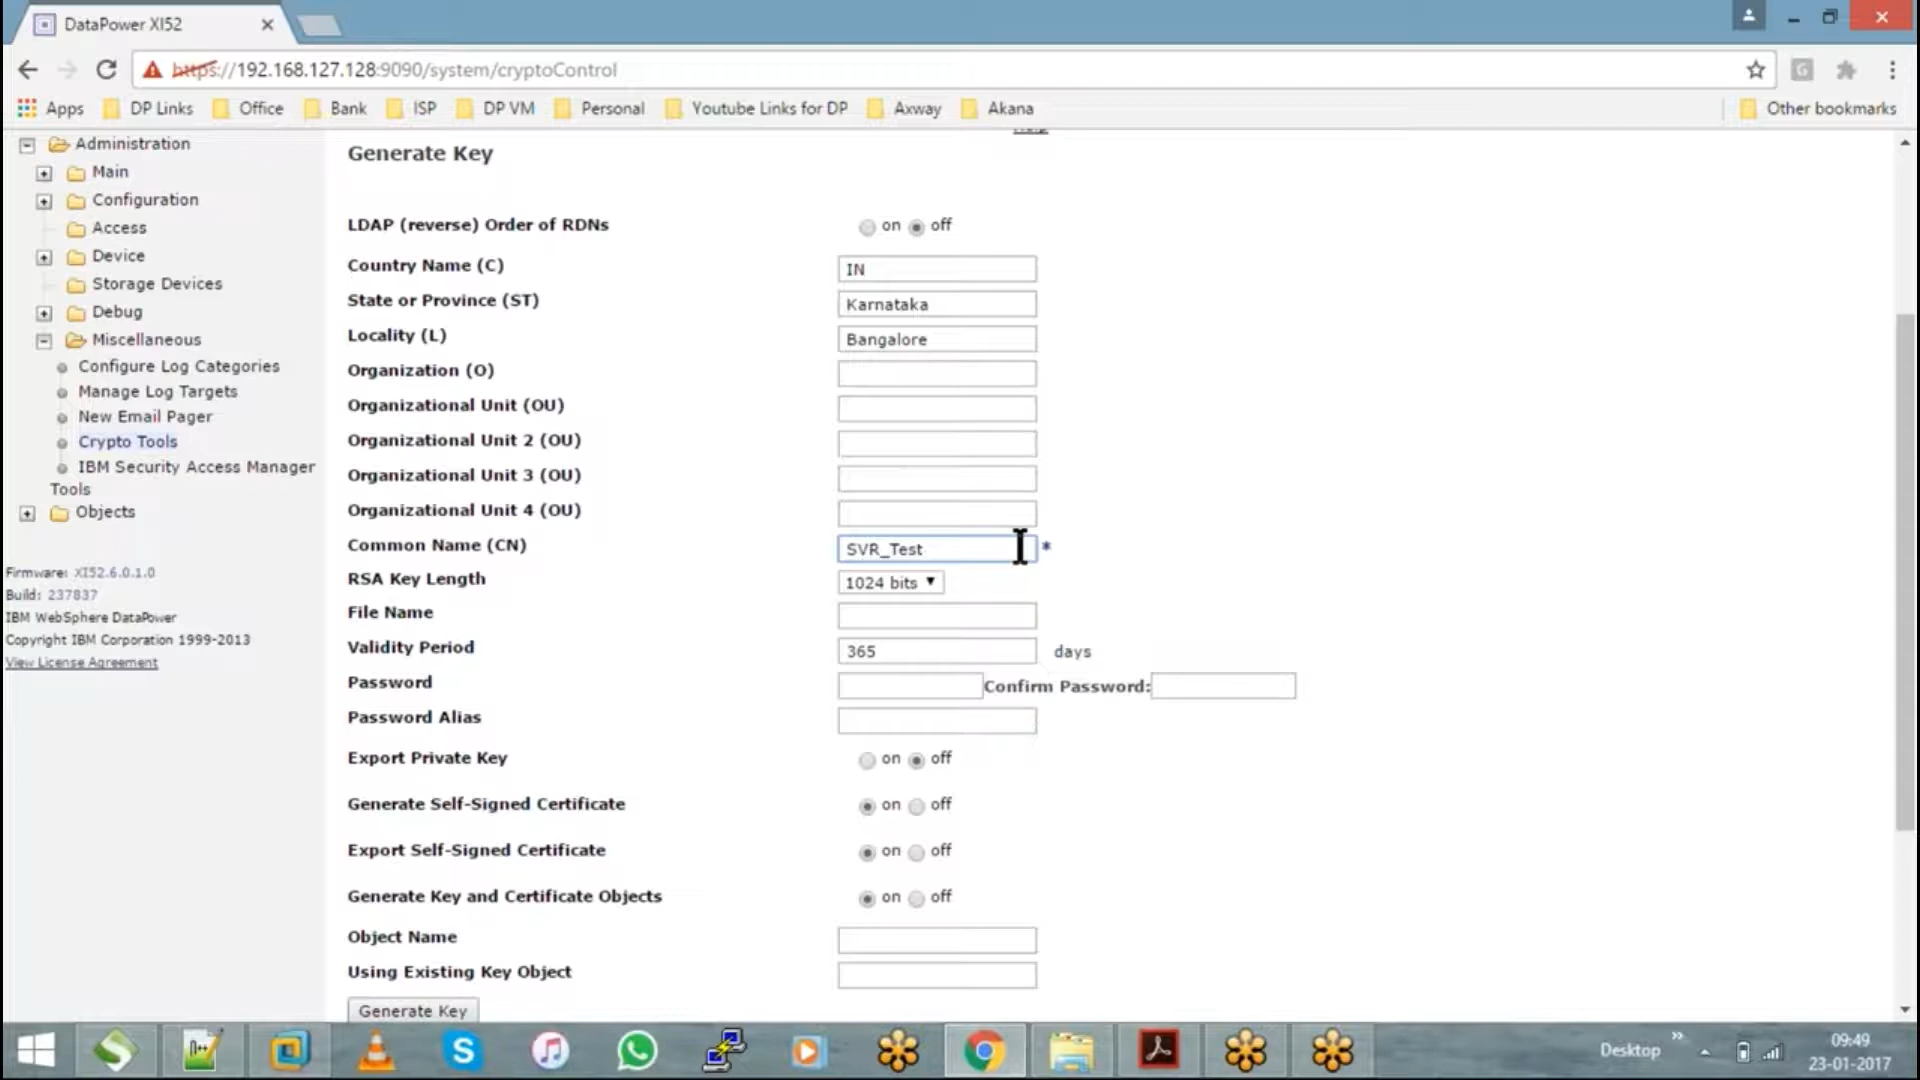 DataPower XI52
https://192.168.127.128:9090/system/cryptoControl
Apps DP Links Office Bank ISP DP VM Personal Youtube Links for DP Axway Akana Other bookmarks
Help
Administration
Main
Configuration
Access
Device
Storage Devices
Debug
Miscellaneous
Configure Log Categories
Manage Log Targets
New Email Pager
Crypto Tools
IBM Security Access Manager
Tools
Objects
Firmware: XI52.6.0.1.0
Build: 237837
IBM WebSphere DataPower
Copyright IBM Corporation 1999-2013
View License Agreement
Generate Key
LDAP (reverse) Order of RDNs on off
Country Name (C) IN
State or Province (ST) Karnataka
Locality (L) Bangalore
Organization (O)
Organizational Unit (OU)
Organizational Unit 2 (OU)
Organizational Unit 3 (OU)
Organizational Unit 4 (OU)
Common Name (CN) SVR_Test *
RSA Key Length 1024 bits
File Name
Validity Period 365 days
Password Confirm Password:
Password Alias
Export Private Key on off
Generate Self-Signed Certificate on off
Export Self-Signed Certificate on off
Generate Key and Certificate Objects on off
Object Name
Using Existing Key Object
Generate Key
Desktop
09:49
23-01-2017